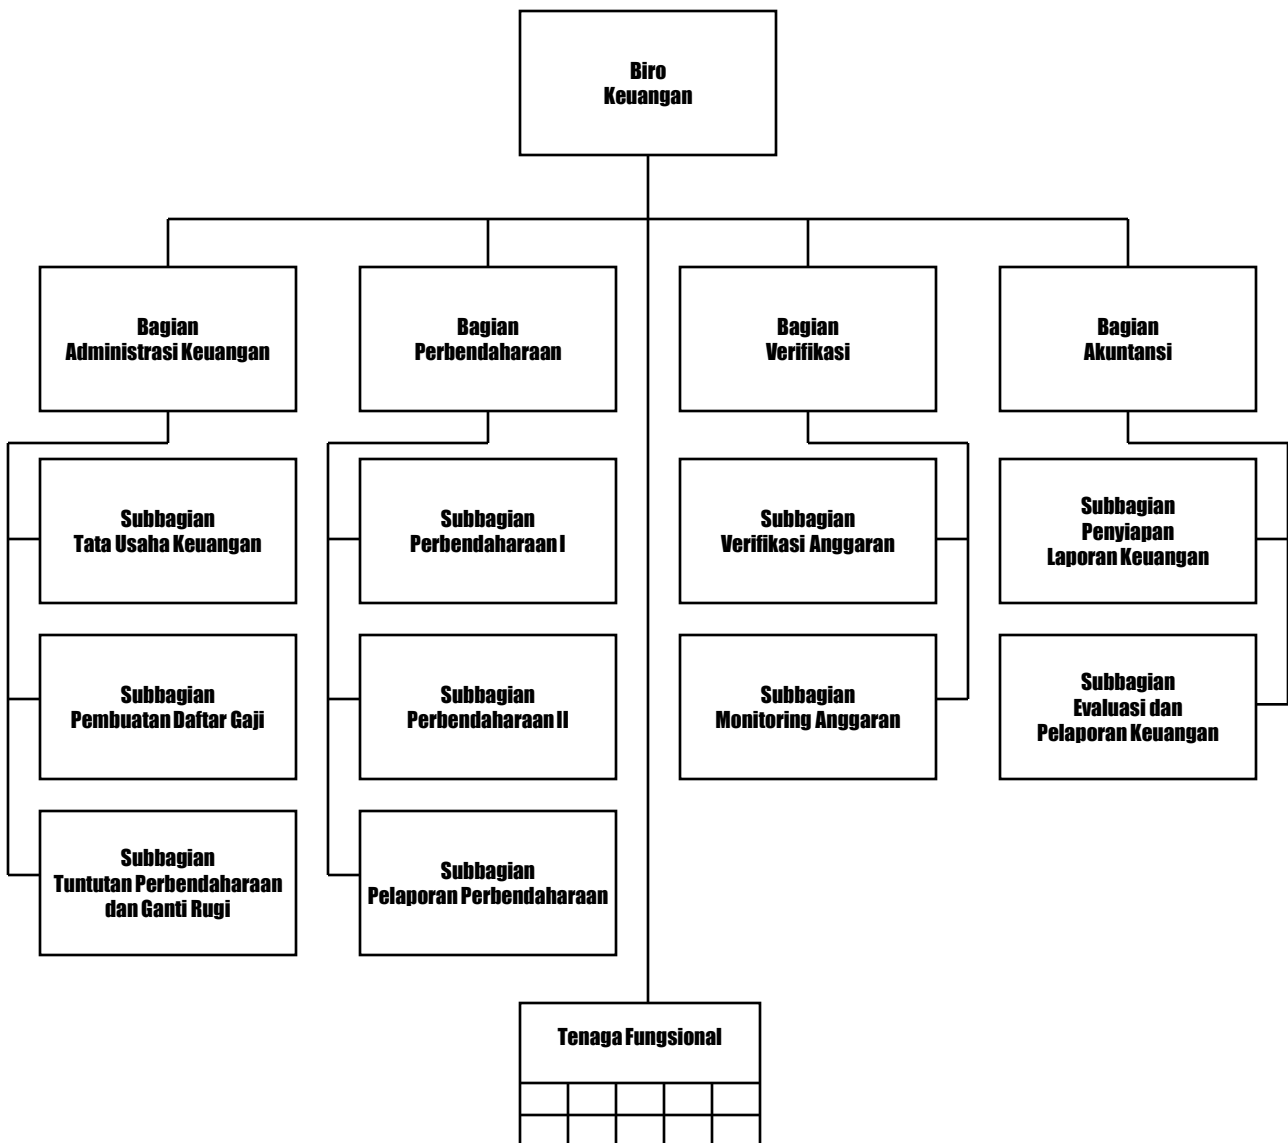 Biro
Keuangan
Bagian
Administrasi Keuangan
Bagian
Perbendaharaan
Bagian
Verifikasi
Bagian
Akuntansi
Subbagian
Tata Usaha Keuangan
Subbagian
Perbendaharaan I
Subbagian
Verifikasi Anggaran
Subbagian
Penyiapan
Laporan Keuangan
Subbagian
Pembuatan Daftar Gaji
Subbagian
Perbendaharaan II
Subbagian
Monitoring Anggaran
Subbagian
Evaluasi dan
Pelaporan Keuangan
Subbagian
Tuntutan Perbendaharaan
dan Ganti Rugi
Subbagian
Pelaporan Perbendaharaan
Tenaga Fungsional